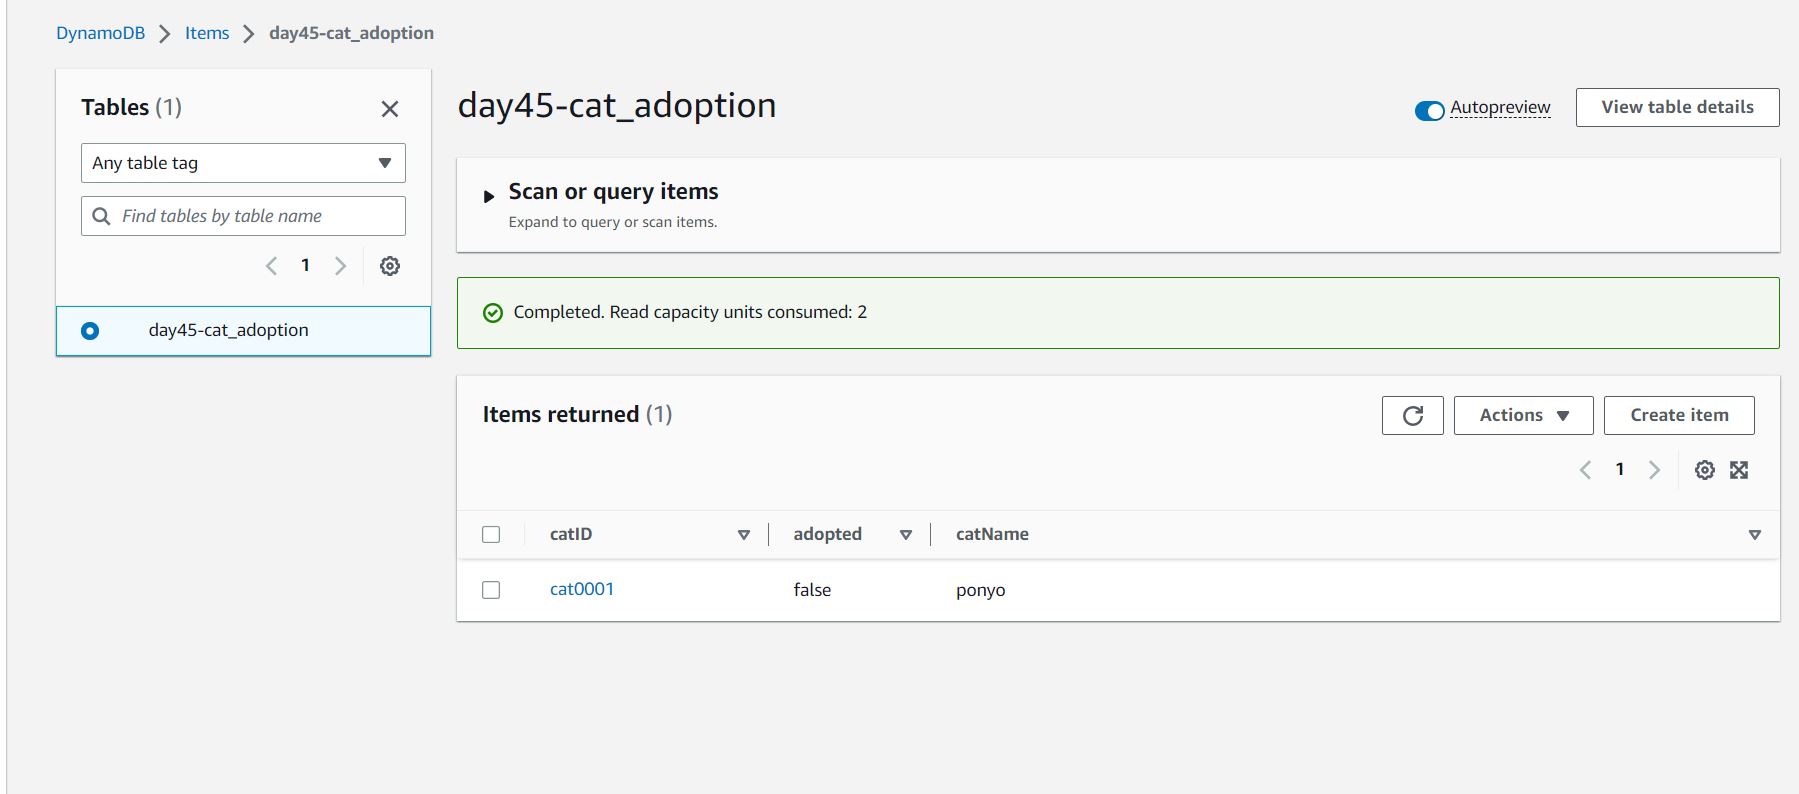 DynamoDB > Items > day45-cat_adoption
Tables (1)
Any table tag
Find tables by table name
1
day45-cat_adoption
day45-cat_adoption
Autopreview
View table details
Scan or query items
Expand to query or scan items.
Completed. Read capacity units consumed: 2
Items returned (1)
Actions
Create item
1
catID adopted catName
cat0001 false ponyo